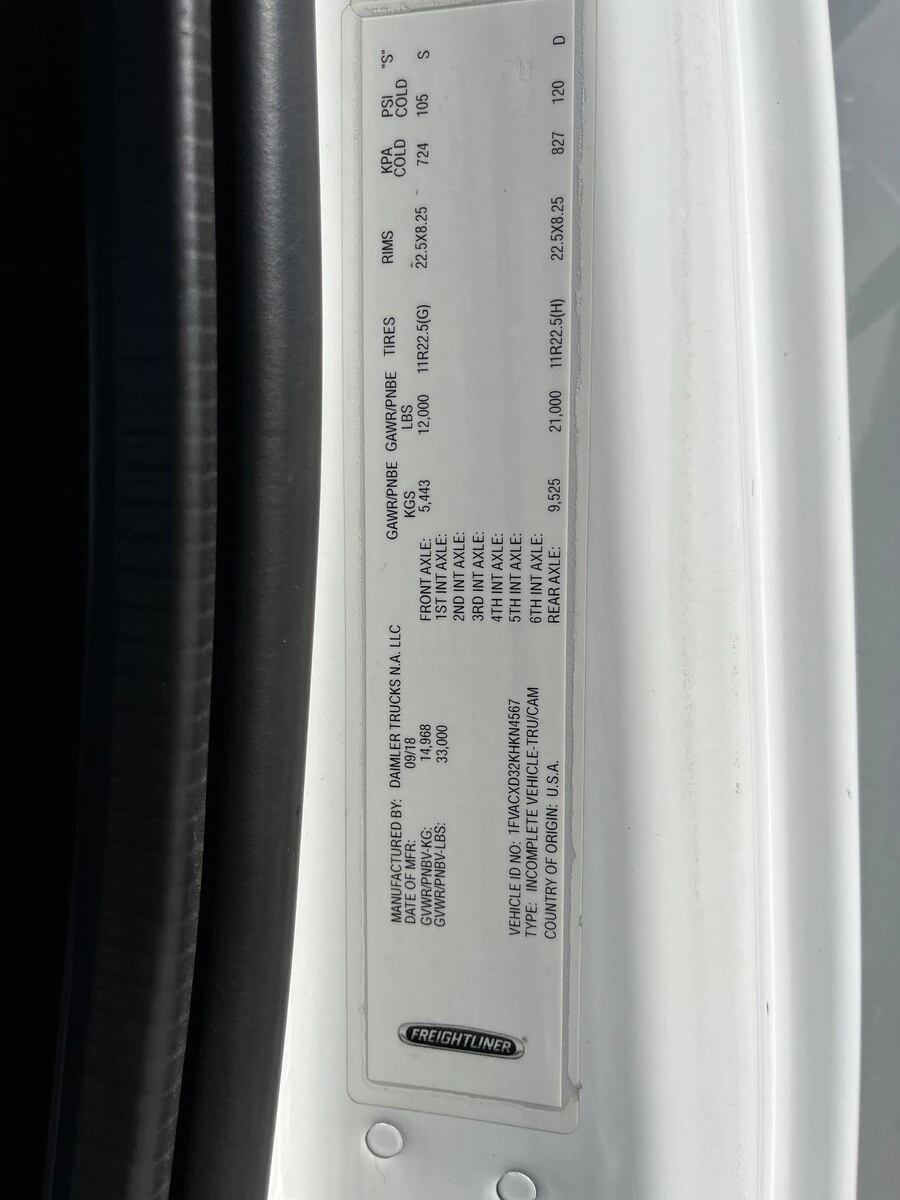 FREIGHTLINER
MANUFACTURED BY: DAIMLER TRUCKS N.A. LLC
DATE OF MFR: 09/18
GVWR/PNBV-KG: 14,968
GVWR/PNBV-LBS: 33,000
VEHICLE ID NO: 1FVACXD32KHKN4567
TYPE: INCOMPLETE VEHICLE-TRU/CAM
COUNTRY OF ORIGIN: U.S.A.
GAWR/PNBE GAWR/PNBE TIRES RIMS KPA PSI "S"
KGS LBS COLD COLD
FRONT AXLE: 5,443 12,000 11R22.5(G) 22.5X8.25 724 105 S
1ST INT AXLE:
2ND INT AXLE:
3RD INT AXLE:
4TH INT AXLE:
5TH INT AXLE:
6TH INT AXLE:
REAR AXLE: 9,525 21,000 11R22.5(H) 22.5X8.25 827 120 D